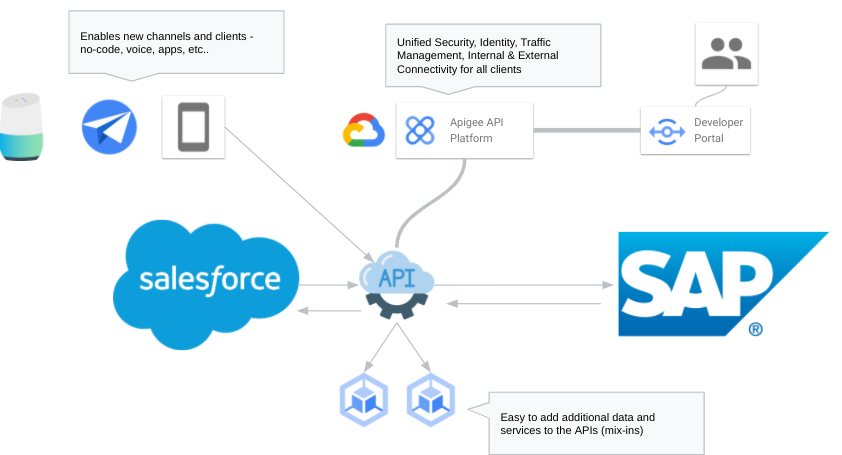 Enables new channels and clients -
no-code, voice, apps, etc..
Unified Security, Identity, Traffic
Management, Internal & External
Connectivity for all clients
Apigee API
Platform
Developer
Portal
salesforce
API
SAP
®
Easy to add additional data and
services to the APIs (mix-ins)